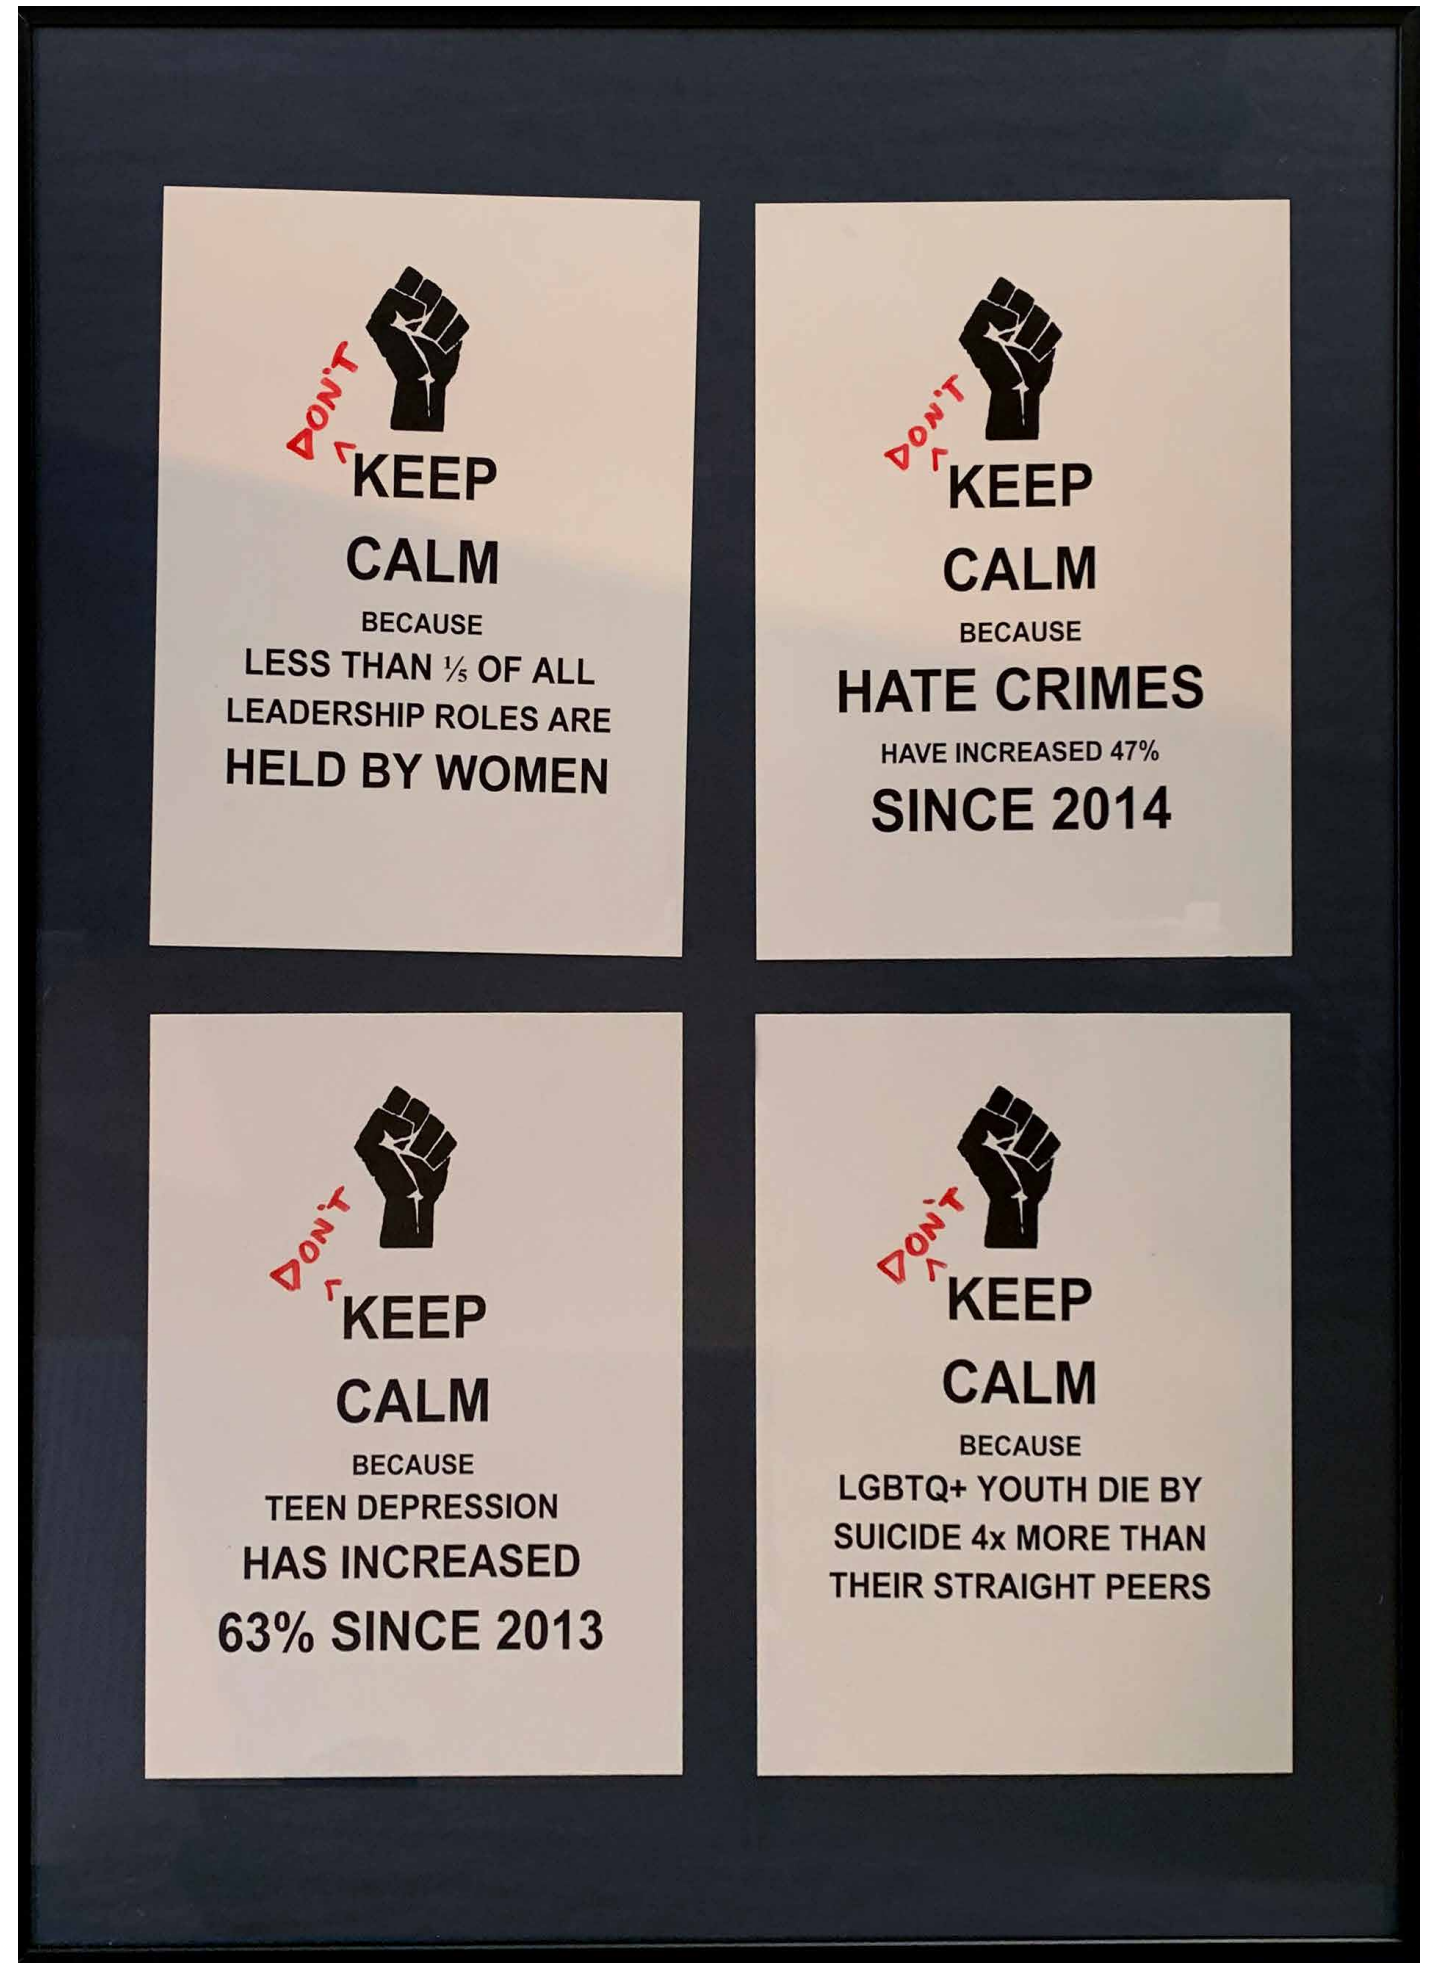 DON'T
^KEEP
CALM
BECAUSE
LESS THAN ⅕ OF ALL
LEADERSHIP ROLES ARE
HELD BY WOMEN
DON'T
^KEEP
CALM
BECAUSE
HATE CRIMES
HAVE INCREASED 47%
SINCE 2014
DON'T
^KEEP
CALM
BECAUSE
TEEN DEPRESSION
HAS INCREASED
63% SINCE 2013
DON'T
^KEEP
CALM
BECAUSE
LGBTQ+ YOUTH DIE BY
SUICIDE 4x MORE THAN
THEIR STRAIGHT PEERS